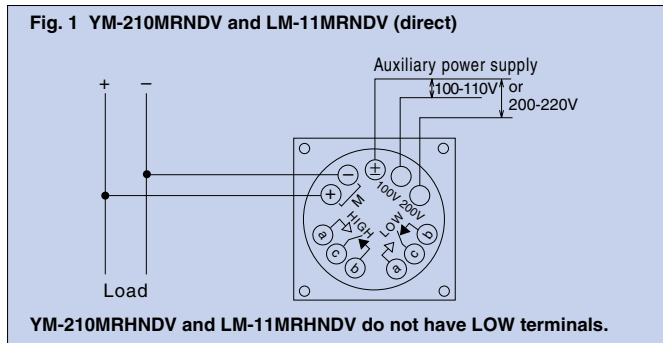 Fig. 1 YM-210MRNDV and LM-11MRNDV (direct)
Auxiliary power supply
+ −
100-110V or
200-220V
− ±
+ M 100V 200V
HIGH LOW
a b
c c
b a
Load
YM-210MRHNDV and LM-11MRHNDV do not have LOW terminals.